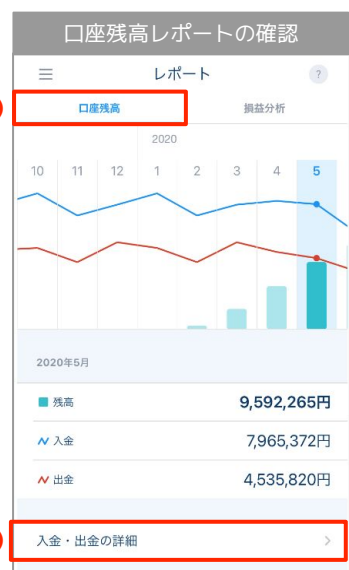 口座残高レポートの確認
レポート
?
口座残高
損益分析
2020
10 11 12 1 2 3 4 5
2020年5月
残高 9,592,265円
入金 7,965,372円
出金 4,535,820円
入金・出金の詳細